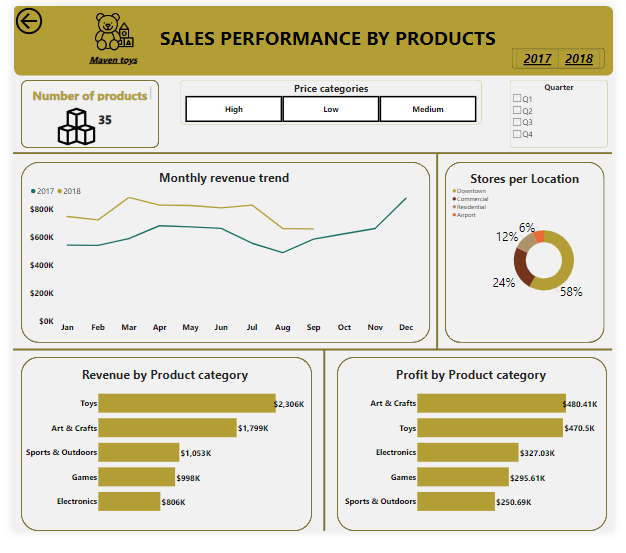 SALES PERFORMANCE BY PRODUCTS
Maven toys
2017 2018
Number of products
35
Price categories
High Low Medium
Quarter
Q1
Q2
Q3
Q4
Monthly revenue trend
2017 2018
$800K
$600K
$400K
$200K
$0K
Jan Feb Mar Apr May Jun Jul Aug Sep Oct Nov Dec
Stores per Location
Downtown
Commercial
Residential
Airport
6%
12%
24%
58%
Revenue by Product category
Toys $2,306K
Art & Crafts $1,799K
Sports & Outdoors $1,053K
Games $998K
Electronics $806K
Profit by Product category
Art & Crafts $480.41K
Toys $470.5K
Electronics $327.03K
Games $295.61K
Sports & Outdoors $250.69K